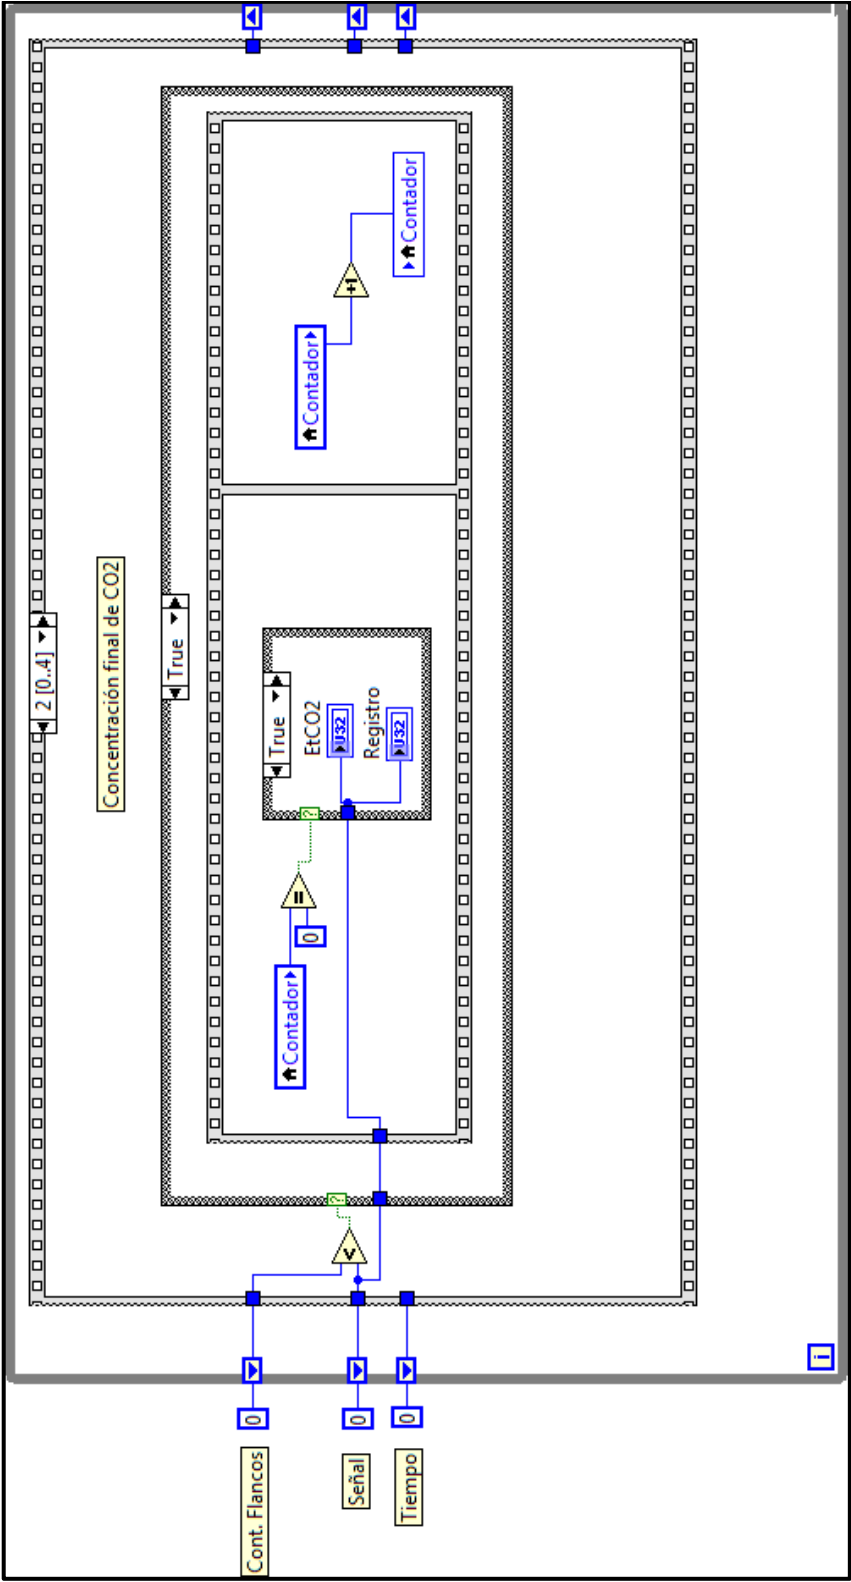 2 [0..4]
Concentración final de CO2
True
True
EtCO2
U32
Registro
U32
Contador
=
0
?
Contador
+1
Contador
<
?
Cont. Flancos
0
Señal
0
Tiempo
0
i